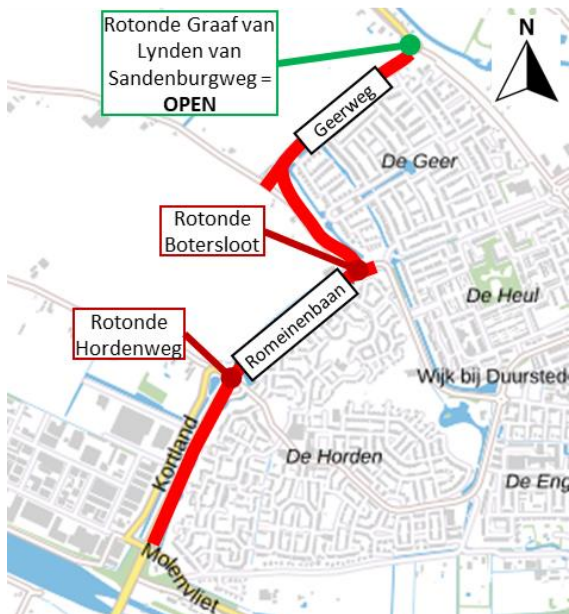 Rotonde Graaf van
Lynden van
Sandenburgweg =
OPEN
N
Geerweg
De Geer
Rotonde
Botersloot
De Heul
Romeinenbaan
Rotonde
Hordenweg
Wijk bij Duurstede
Kortland
De Horden
De Eng
Molenvliet